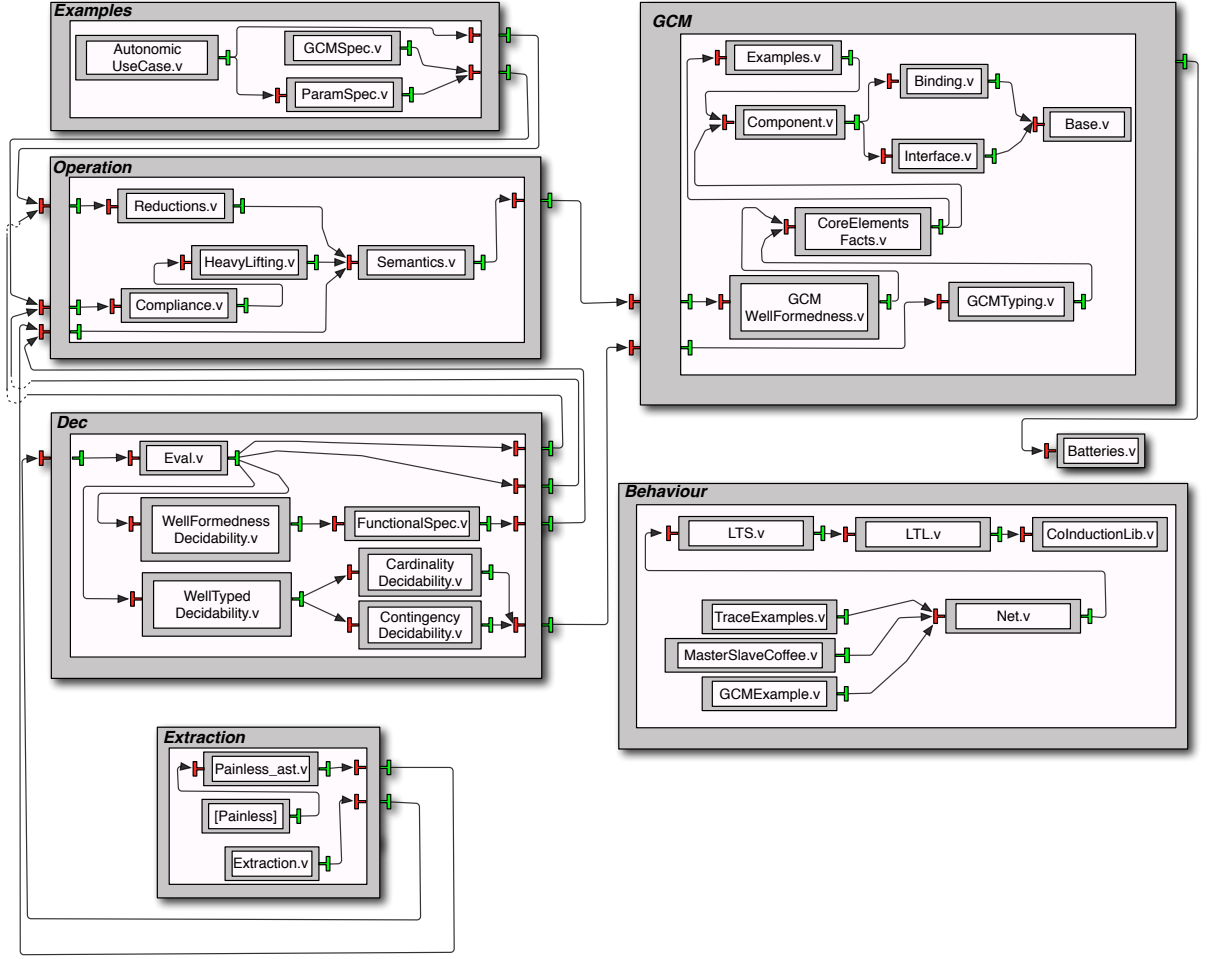 Examples
Autonomic
UseCase.v
GCMSpec.v
ParamSpec.v
Operation
Reductions.v
HeavyLifting.v
Semantics.v
Compliance.v
Dec
Eval.v
WellFormedness
Decidability.v
FunctionalSpec.v
WellTyped
Decidability.v
Cardinality
Decidability.v
Contingency
Decidability.v
Extraction
Painless_ast.v
[Painless]
Extraction.v
GCM
Examples.v
Binding.v
Component.v
Base.v
Interface.v
CoreElements
Facts.v
GCM
WellFormedness.v
GCMTyping.v
Batteries.v
Behaviour
LTS.v
LTL.v
CoInductionLib.v
TraceExamples.v
Net.v
MasterSlaveCoffee.v
GCMExample.v